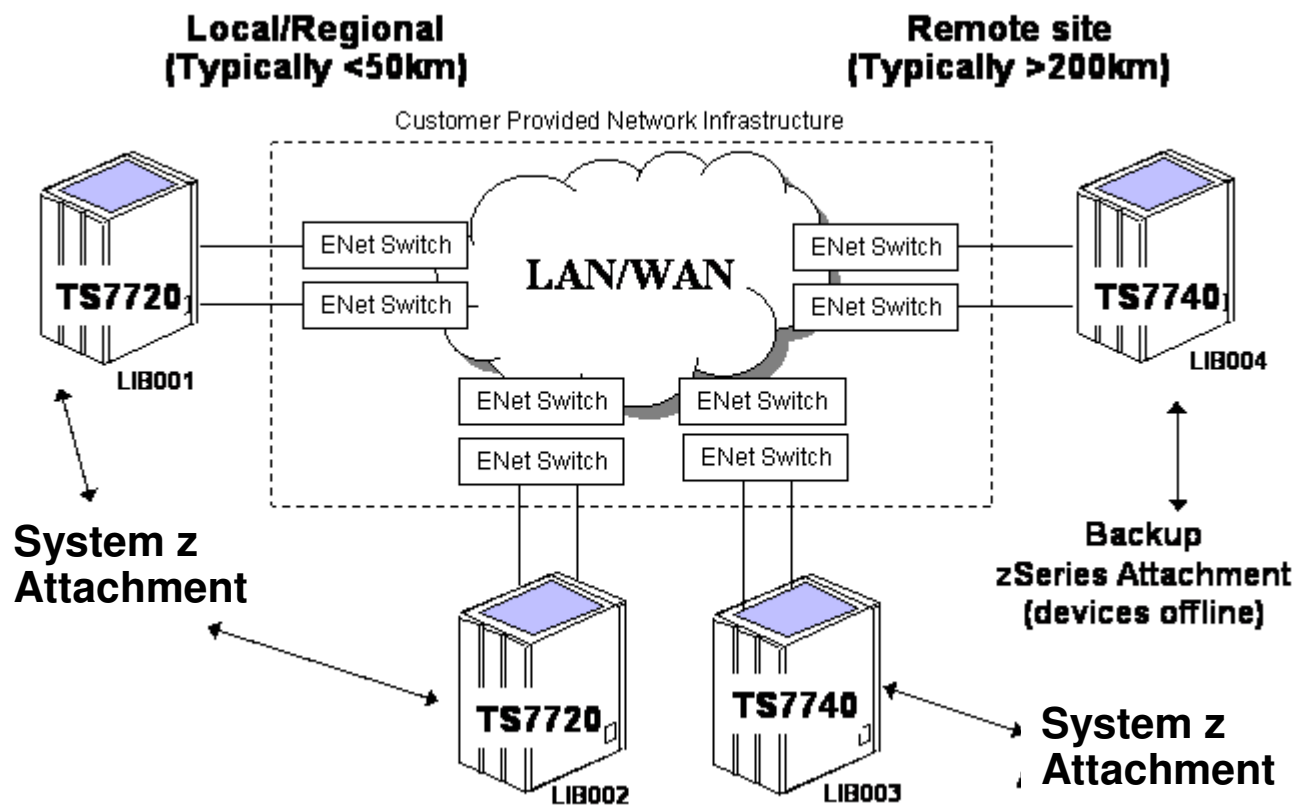 Local/Regional
(Typically <50km)
Remote site
(Typically >200km)
Customer Provided Network Infrastructure
ENet Switch
ENet Switch
LAN/WAN
ENet Switch
ENet Switch
TS7720
LIB001
TS7740
LIB004
ENet Switch
ENet Switch
ENet Switch
ENet Switch
System z
Attachment
Backup
zSeries Attachment
(devices offline)
TS7720
LIB002
TS7740
LIB003
System z
Attachment